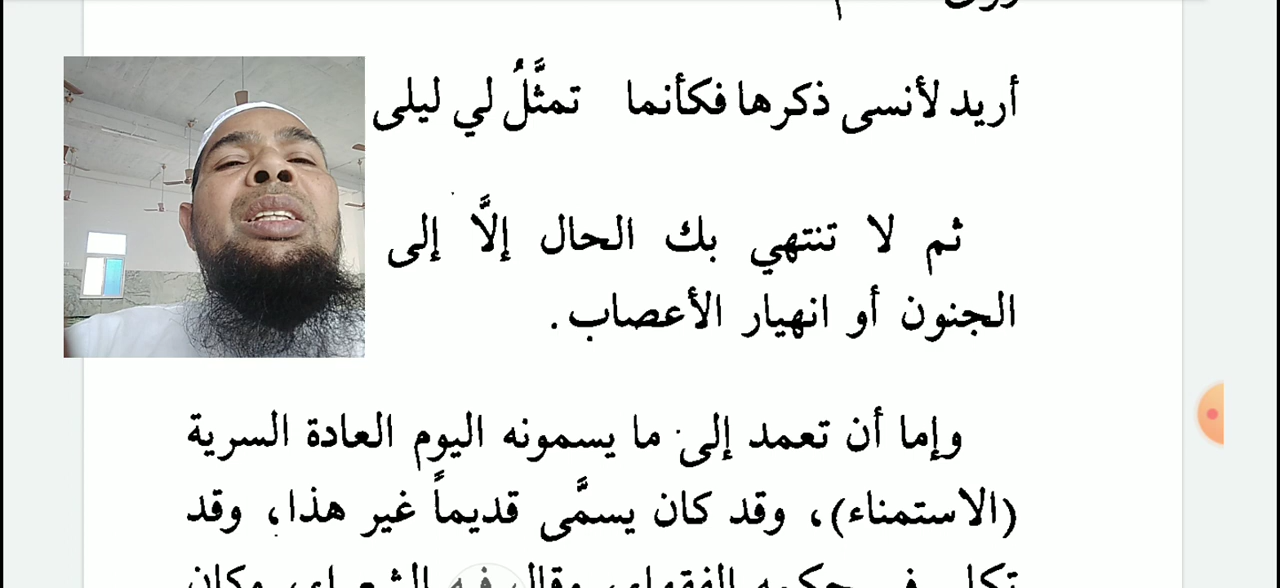 أريد لأنسى ذكرها فكأنما تمثَّلُ لي ليلى
ثم لا تنتهي بك الحال إلَّا إلى
الجنون أو انهيار الأعصاب.
وإما أن تعمد إلى ما يسمونه اليوم العادة السرية
(الاستمناء)، وقد كان يسمَّى قديماً غير هذا، وقد